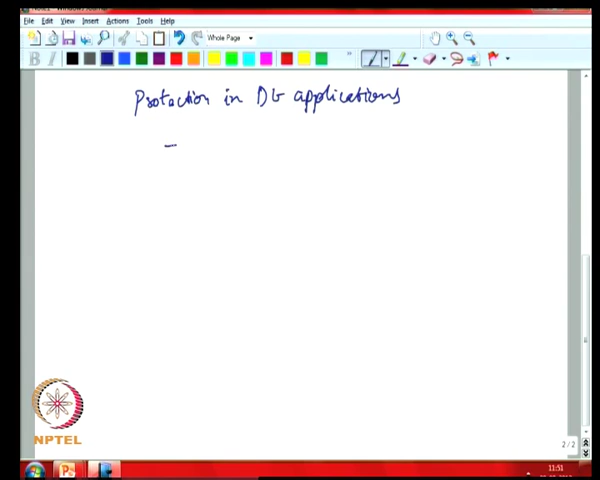 File Edit View Insert Actions Tools Help
Whole Page
Protection in DG applications
–
NPTEL
2/2
11:51